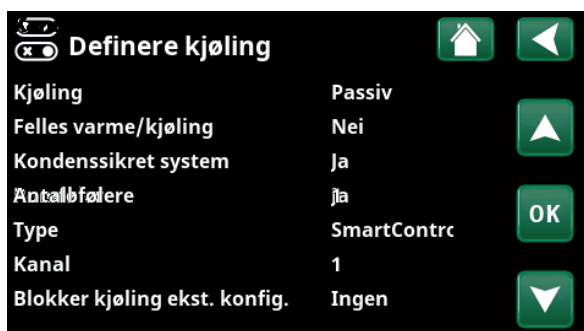 Definere kjøling
Kjøling Passiv
Felles varme/kjøling Nei
Kondenssikret system Ja
Type SmartContrc
OK
Kanal 1
Blokker kjøling ekst. konfig. Ingen